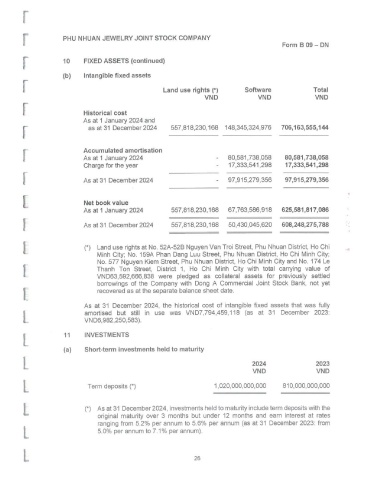 PHU NHUAN JEWELRY JOINT STOCK COMPANY
Form B 09 – DN
10 FIXED ASSETS (continued)
(b) Intangible fixed assets
Land use rights (*) Software Total
VND VND VND
Historical cost
As at 1 January 2024 and
as at 31 December 2024 557,818,230,168 148,345,324,976 706,163,555,144
Accumulated amortisation
As at 1 January 2024 - 80,581,738,058 80,581,738,058
Charge for the year - 17,333,541,298 17,333,541,298
As at 31 December 2024 - 97,915,279,356 97,915,279,356
Net book value
As at 1 January 2024 557,818,230,168 67,763,586,918 625,581,817,086
As at 31 December 2024 557,818,230,168 50,430,045,620 608,248,275,788
(*) Land use rights at No. 52A-52B Nguyen Van Troi Street, Phu Nhuan District, Ho Chi
Minh City; No. 159A Phan Dang Luu Street, Phu Nhuan District, Ho Chi Minh City;
No. 577 Nguyen Kiem Street, Phu Nhuan District, Ho Chi Minh City and No. 174 Le
Thanh Ton Street, District 1, Ho Chi Minh City with total carrying value of
were pledged as collateral assets for previously settled
borrowings of the Company with Dong A Commercial Joint Stock Bank, not yet
recovered as at the separate balance sheet date.
As at 31 December 2024, the historical cost of intangible fixed assets that was fully
amortised but still in use was VND7,794,459,118 (as at 31 December 2023:
VND6,982,250,583).
11 INVESTMENTS
(a) Short-term investments held to maturity
2024 2023
VND VND
Term deposits (*) 1,020,000,000,000 810,000,000,000
(*) As at 31 December 2024, investments held to maturity include term deposits with the
original maturity over 3 months but under 12 months and earn interest at rates
ranging from 5.2% per annum to 5.6% per annum (as at 31 December 2023: from
5.0% per annum to 7.1% per annum).
26